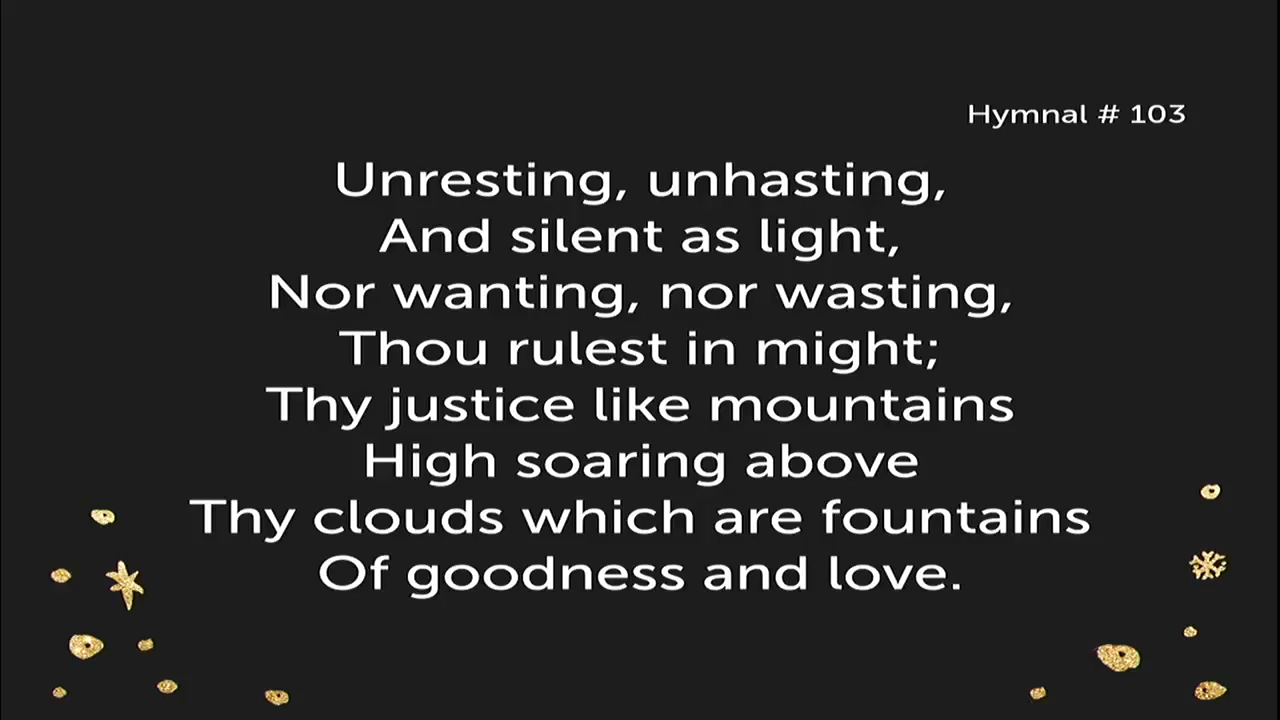 Hymnal # 103
Unresting, unhasting,
And silent as light,
Nor wanting, nor wasting,
Thou rulest in might;
Thy justice like mountains
High soaring above
Thy clouds which are fountains
Of goodness and love.